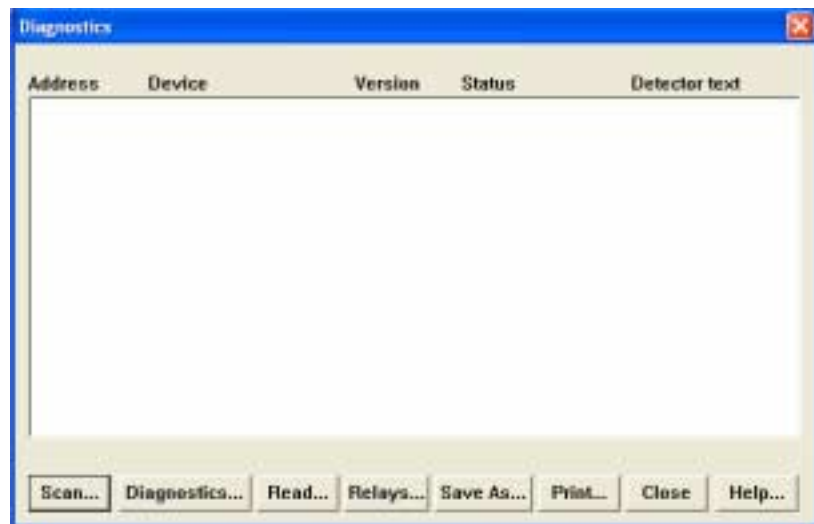 Diagnostics
Address Device Version Status Detector text
Scan... Diagnostics... Read... Relays... Save As... Print... Close Help...